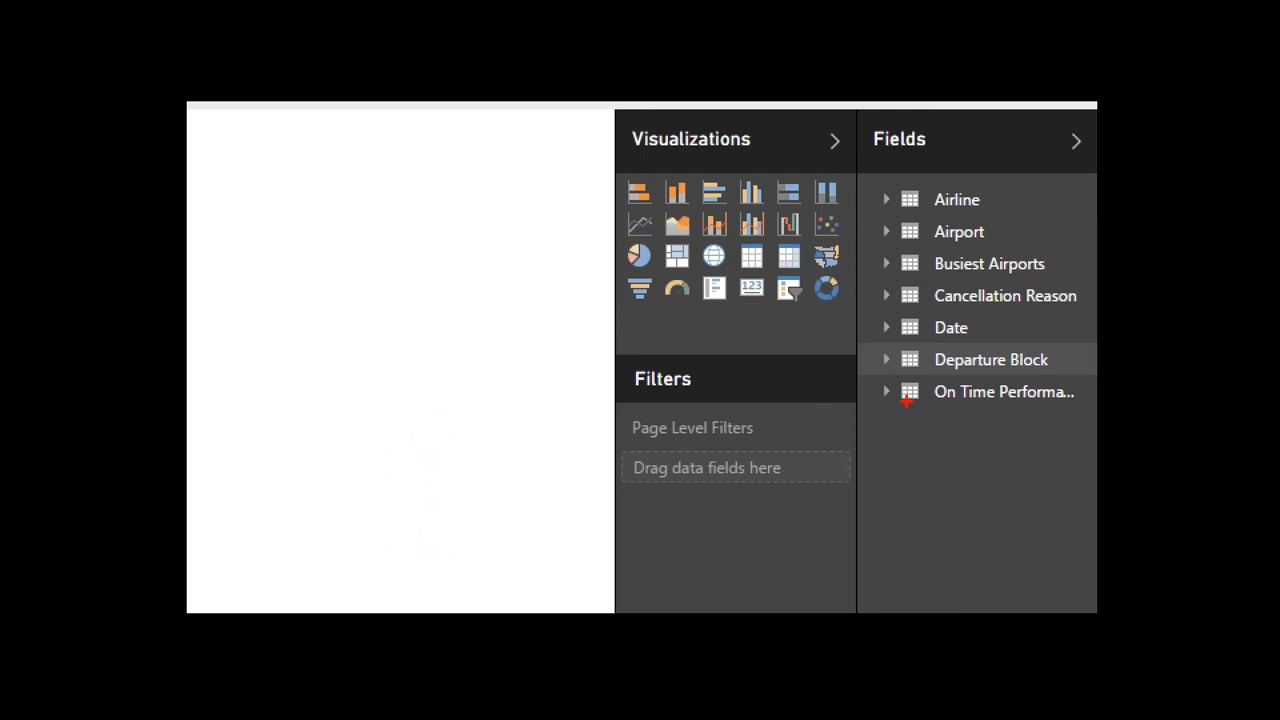 Visualizations
123
Filters
Page Level Filters
Drag data fields here
Fields
Airline
Airport
Busiest Airports
Cancellation Reason
Date
Departure Block
On Time Performa...